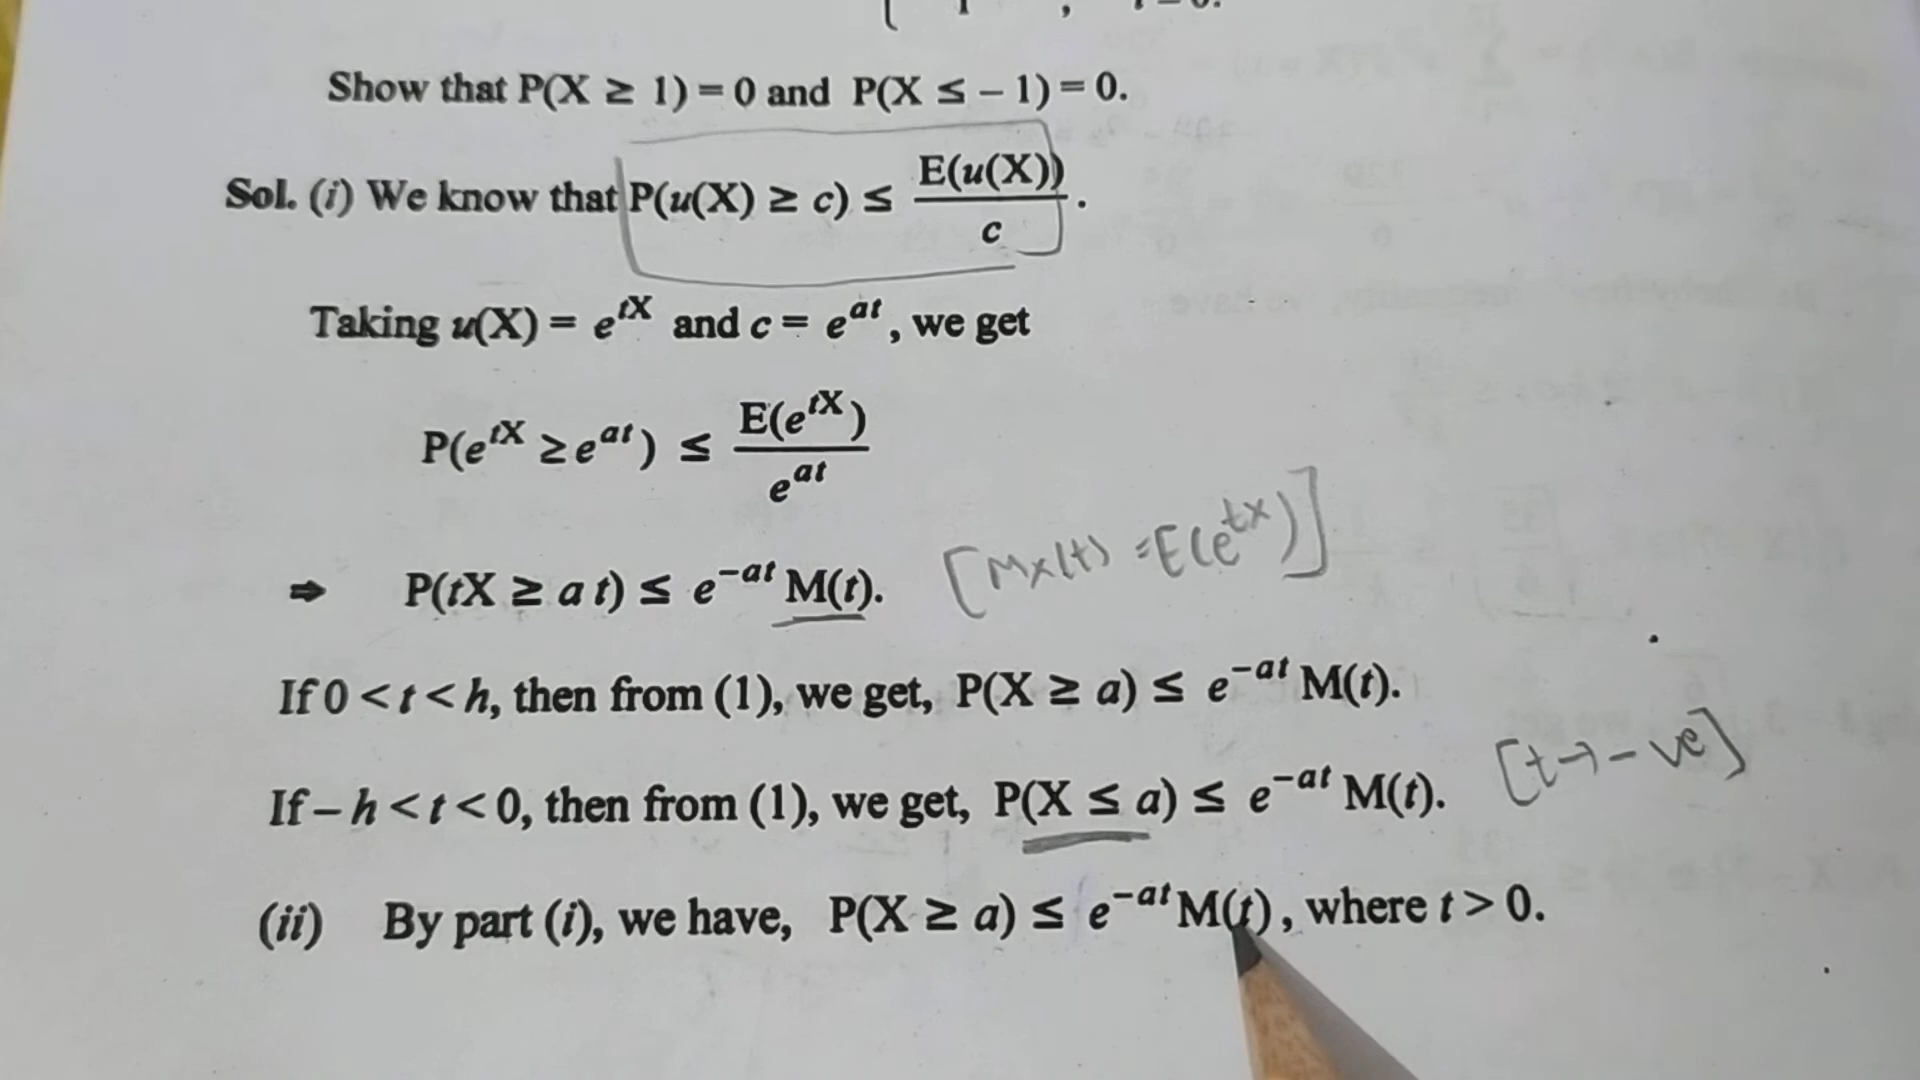 Show that P(X ≥ 1) = 0 and P(X ≤ − 1) = 0.
Sol. (i) We know that P(u(X) ≥ c) ≤ E(u(X)) / c .
Taking u(X) = e^{tX} and c = e^{at}, we get
P(e^{tX} ≥ e^{at}) ≤ E(e^{tX}) / e^{at}
⇒ P(tX ≥ a t) ≤ e^{−at} M(t). [Mx(t) = E(e^{tx})]
If 0 < t < h, then from (1), we get, P(X ≥ a) ≤ e^{−at} M(t).
If − h < t < 0, then from (1), we get, P(X ≤ a) ≤ e^{−at} M(t). [t → − ve]
(ii) By part (i), we have, P(X ≥ a) ≤ e^{−at} M(t), where t > 0.